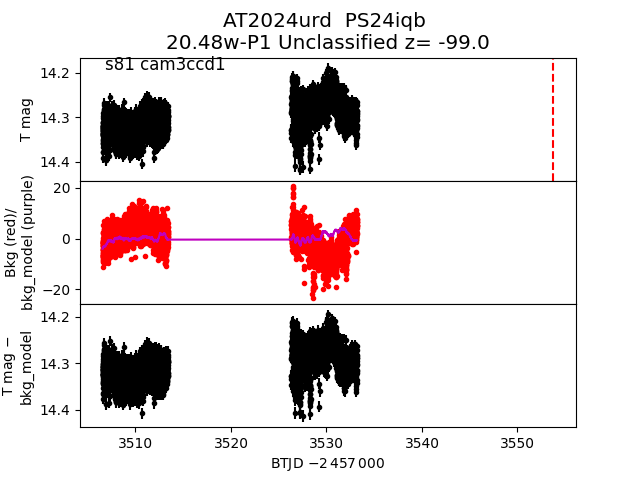 AT2024urd  PS24iqb
20.48w-P1 Unclassified z= -99.0
s81 cam3ccd1
14.2
14.3
14.4
T mag
20
0
−20
Bkg (red)/
bkg_model (purple)
14.2
14.3
14.4
T mag −
bkg_model
3510
3520
3530
3540
3550
BTJD −2 457 000